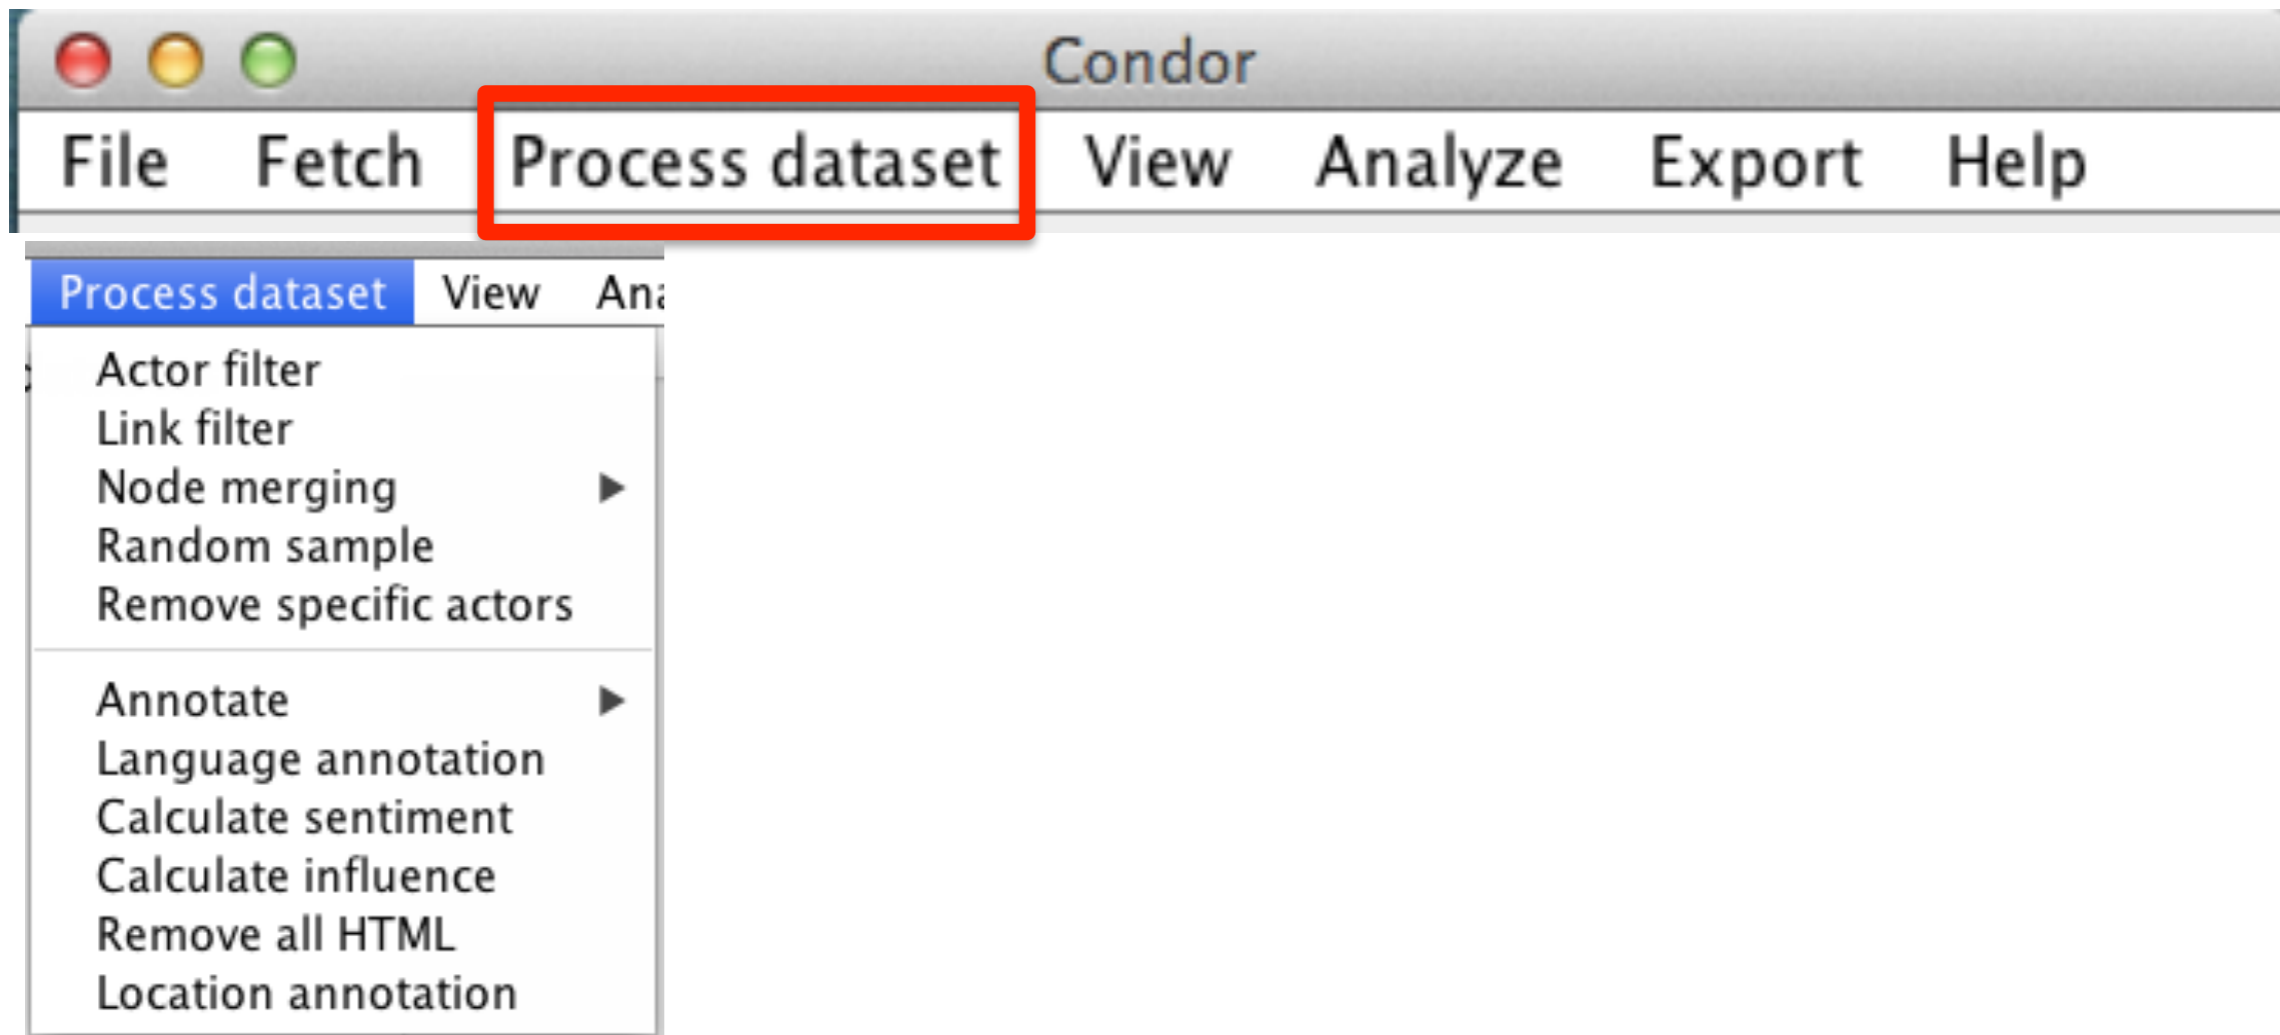 Condor
File Fetch Process dataset View Analyze Export Help
Process dataset View Ana
Actor filter
Link filter
Node merging
Random sample
Remove specific actors
Annotate
Language annotation
Calculate sentiment
Calculate influence
Remove all HTML
Location annotation